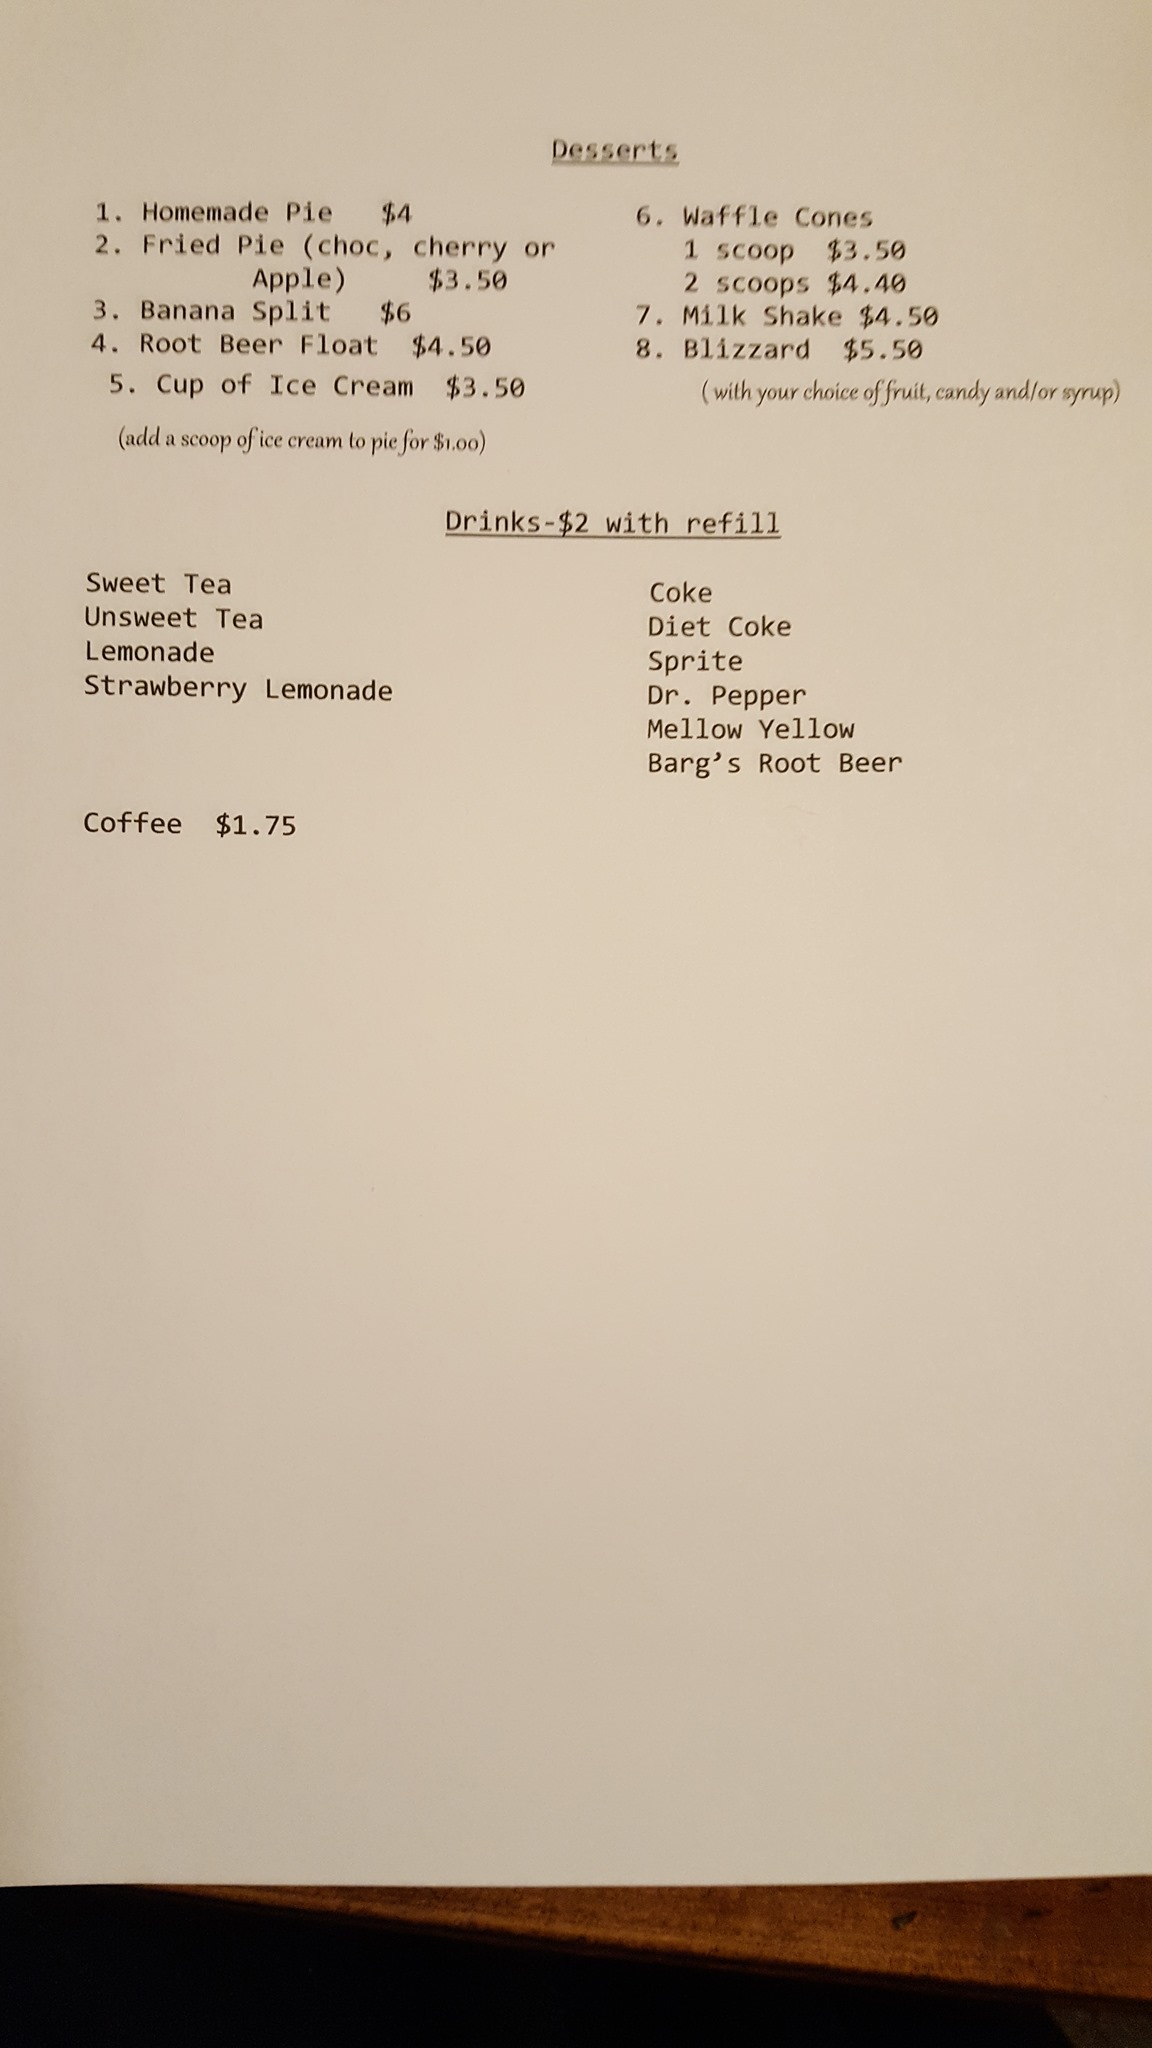 Desserts
1. Homemade Pie $4
2. Fried Pie (choc, cherry or
Apple) $3.50
3. Banana Split $6
4. Root Beer Float $4.50
5. Cup of Ice Cream $3.50
(add a scoop of ice cream to pie for $1.00)
6. Waffle Cones
1 scoop $3.50
2 scoops $4.40
7. Milk Shake $4.50
8. Blizzard $5.50
( with your choice of fruit, candy and/or syrup)
Drinks-$2 with refill
Sweet Tea
Unsweet Tea
Lemonade
Strawberry Lemonade
Coke
Diet Coke
Sprite
Dr. Pepper
Mellow Yellow
Barg's Root Beer
Coffee $1.75